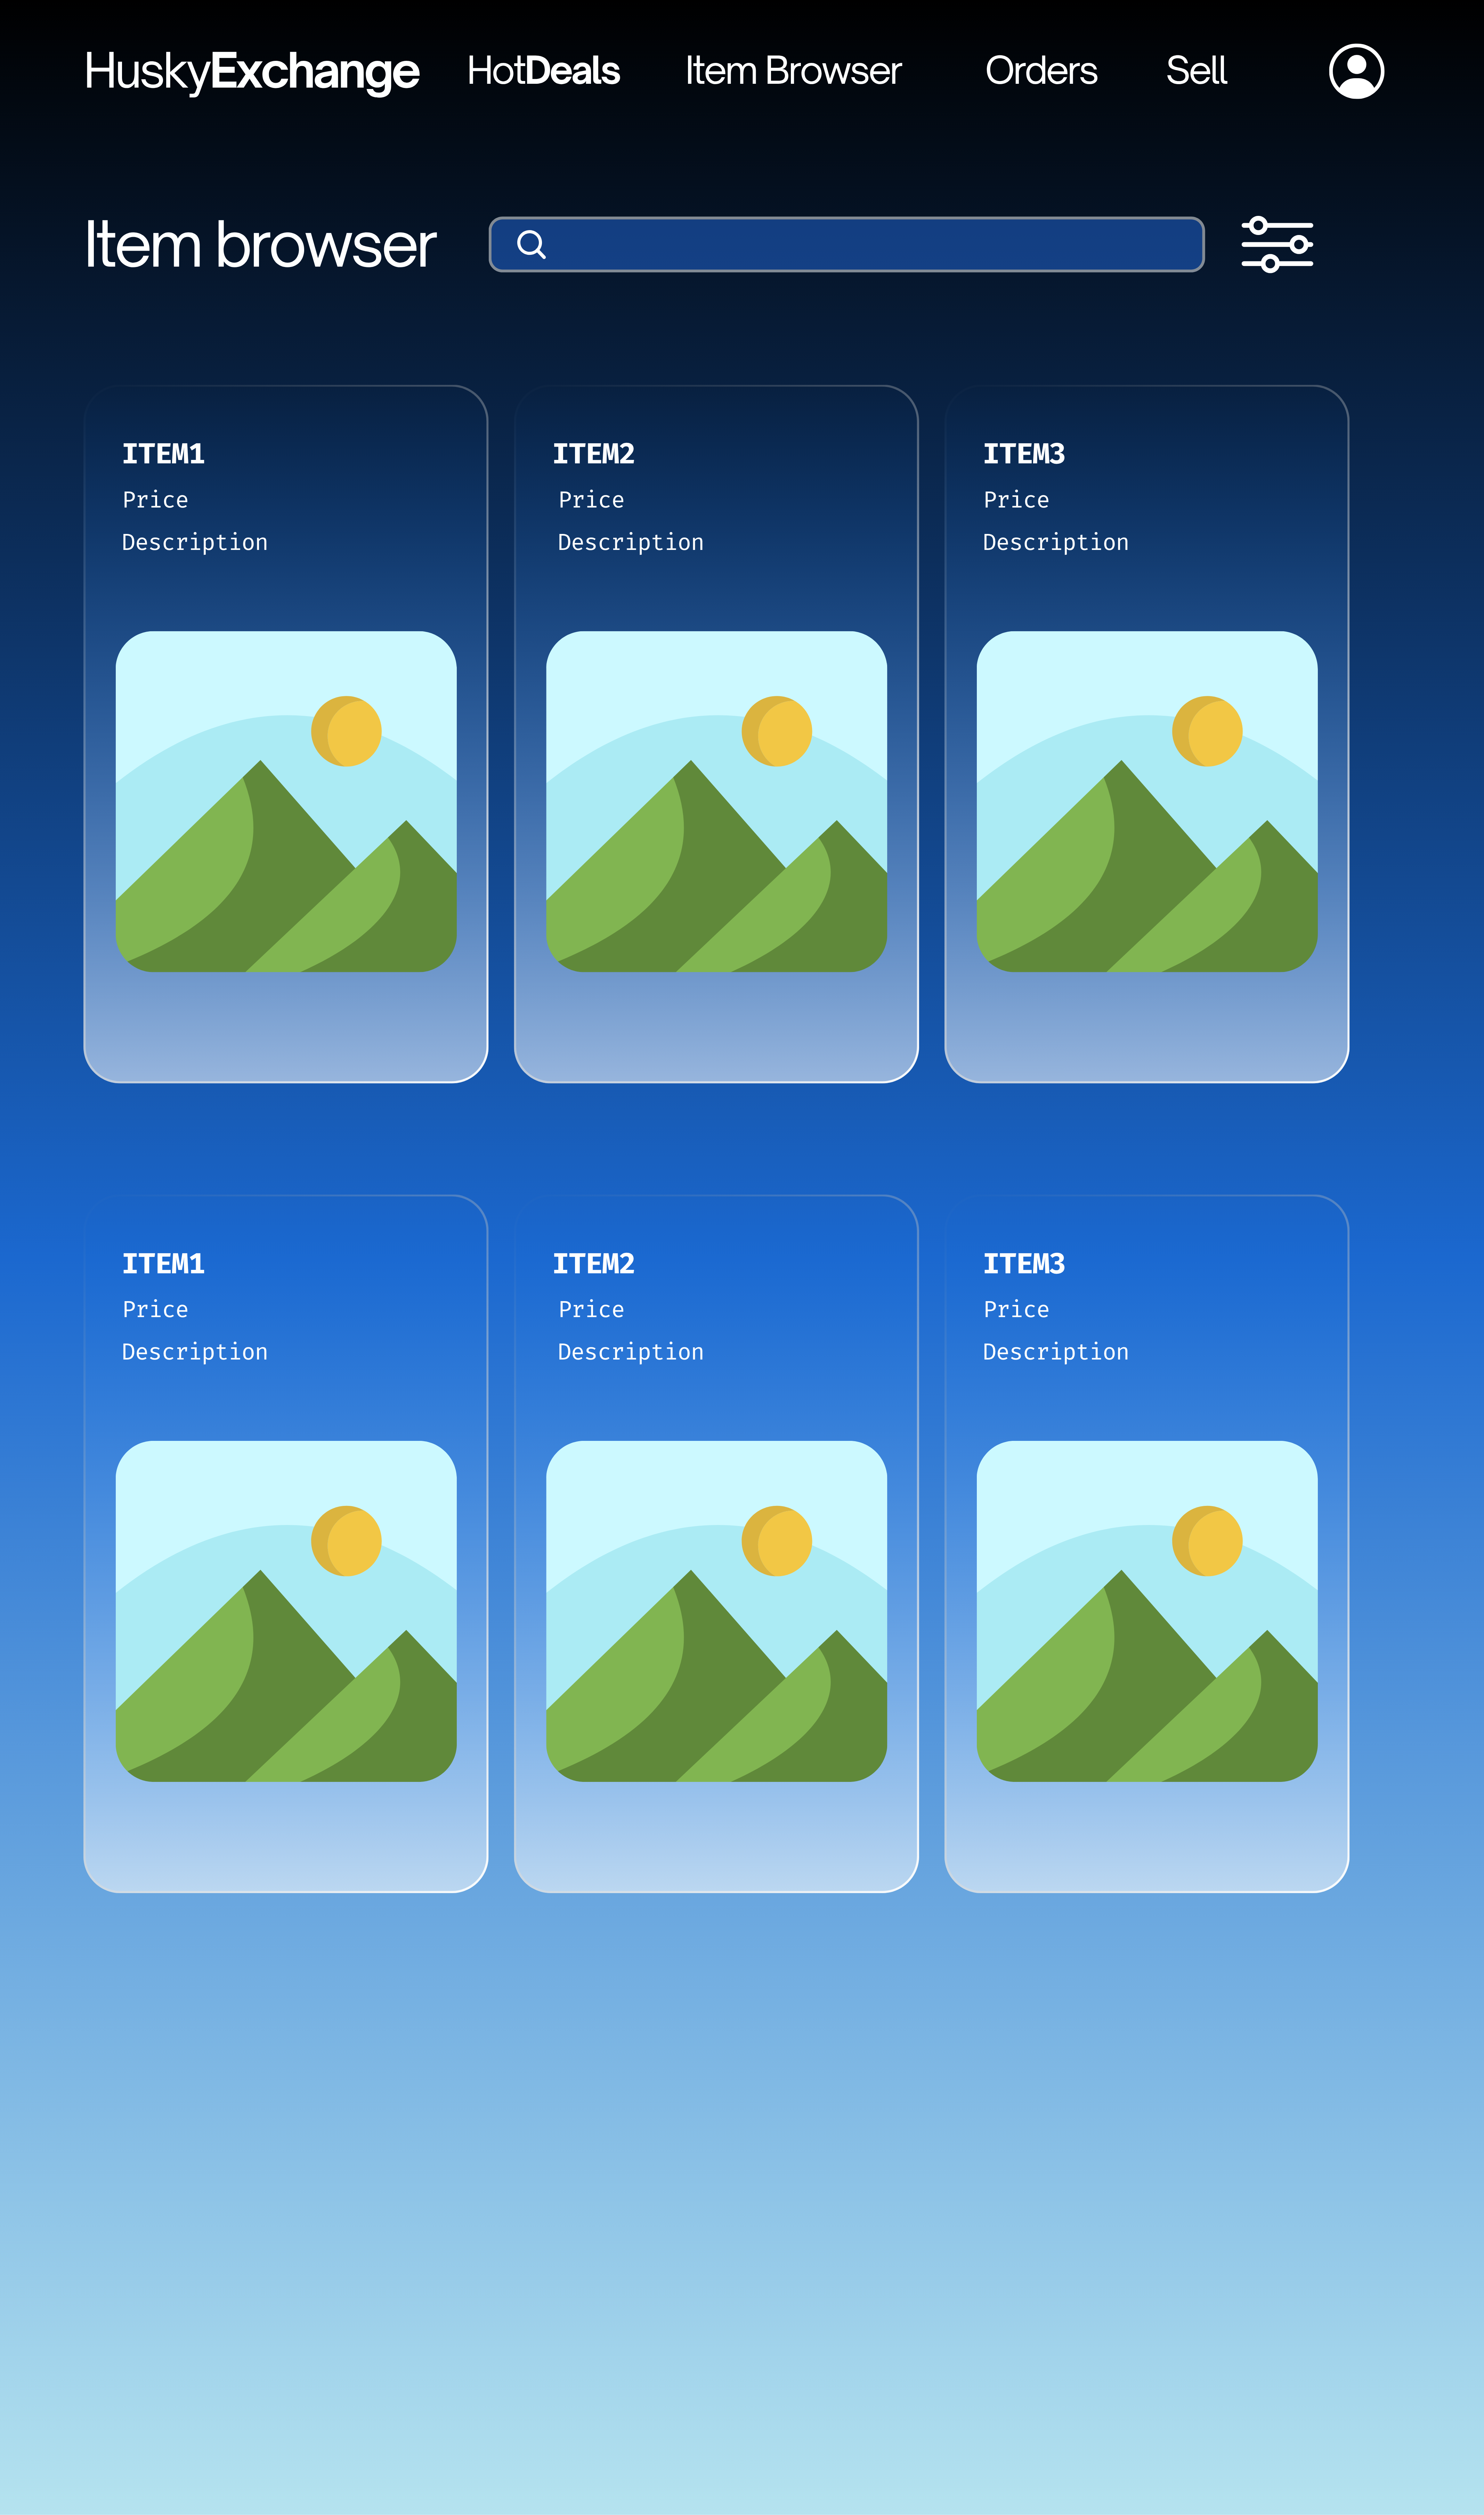 HuskyExchange HotDeals Item Browser Orders Sell
Item browser
ITEM1 ITEM2 ITEM3
Price Price Price
Description Description Description
ITEM1 ITEM2 ITEM3
Price Price Price
Description Description Description